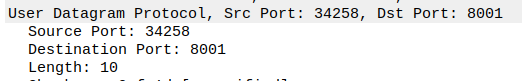 User Datagram Protocol, Src Port: 34258, Dst Port: 8001
Source Port: 34258
Destination Port: 8001
Length: 10